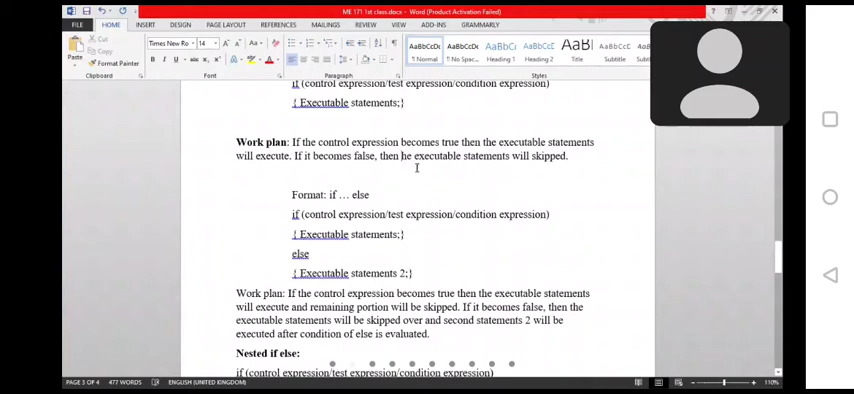 ME 171 1st class.docx - Word (Product Activation Failed)
FILE HOME INSERT DESIGN PAGE LAYOUT REFERENCES MAILINGS REVIEW VIEW ADD-INS GRAMMARLY
Paste
Cut
Copy
Format Painter
Clipboard
Times New Ro 14
Font
Paragraph
AaBbCcDc AaBbCcDc AaBbCc AaBbCcD AaBl AaBbCcD
¶ Normal ¶ No Spac... Heading 1 Heading 2 Title Subtitle
Styles
if (control expression/test expression/condition expression)
{ Executable statements;}
Work plan: If the control expression becomes true then the executable statements
will execute. If it becomes false, then he executable statements will skipped.
Format: if … else
if (control expression/test expression/condition expression)
{ Executable statements;}
else
{ Executable statements 2;}
Work plan: If the control expression becomes true then the executable statements
will execute and remaining portion will be skipped. If it becomes false, then the
executable statements will be skipped over and second statements 2 will be
executed after condition of else is evaluated.
Nested if else:
if (control expression/test expression/condition expression)
PAGE 3 OF 4 477 WORDS ENGLISH (UNITED KINGDOM) 110%